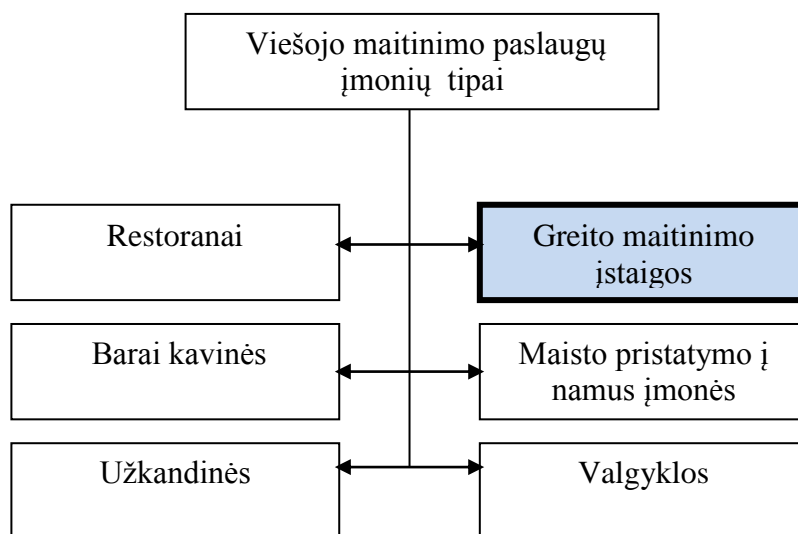 Viešojo maitinimo paslaugų
įmonių tipai
Restoranai
Greito maitinimo
įstaigos
Barai kavinės
Maisto pristatymo į
namus įmonės
Užkandinės
Valgyklos